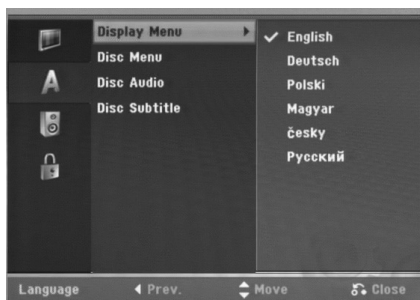 Display Menu
Disc Menu
Disc Audio
Disc Subtitle
English
Deutsch
Polski
Magyar
česky
Русский
A
Language Prev. Move Close